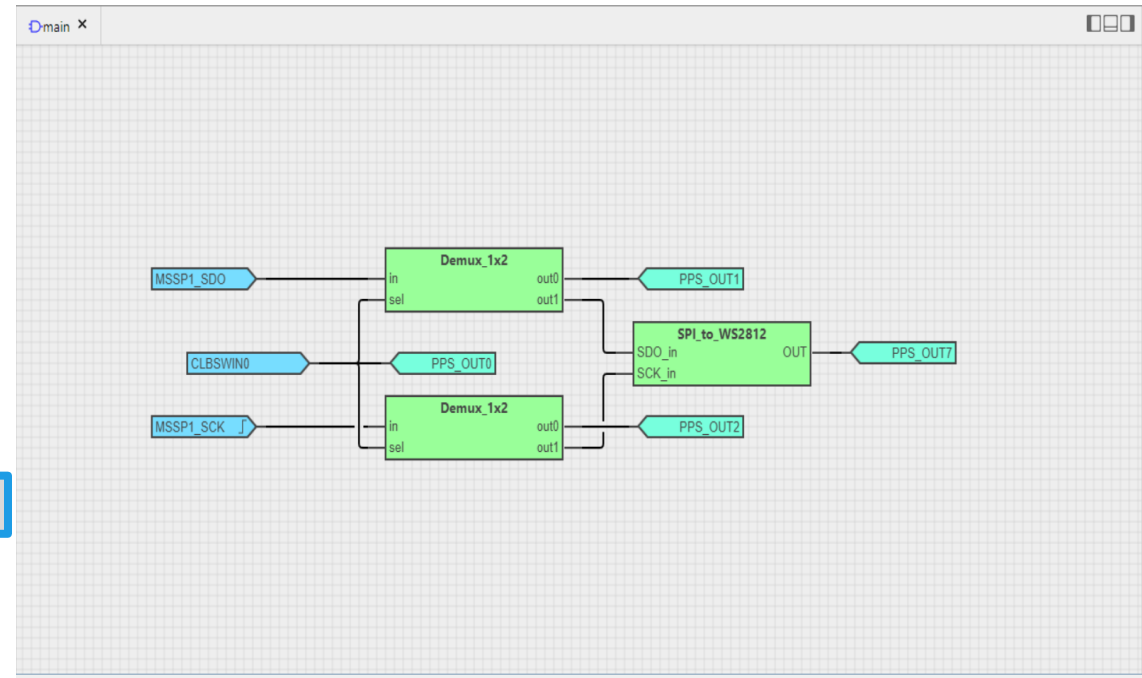 main ×
Demux_1x2
MSSP1_SDO
in
out0
PPS_OUT1
sel
out1
SPI_to_WS2812
SDO_in
OUT
PPS_OUT7
SCK_in
CLBSWIN0
PPS_OUT0
Demux_1x2
MSSP1_SCK
in
out0
PPS_OUT2
sel
out1